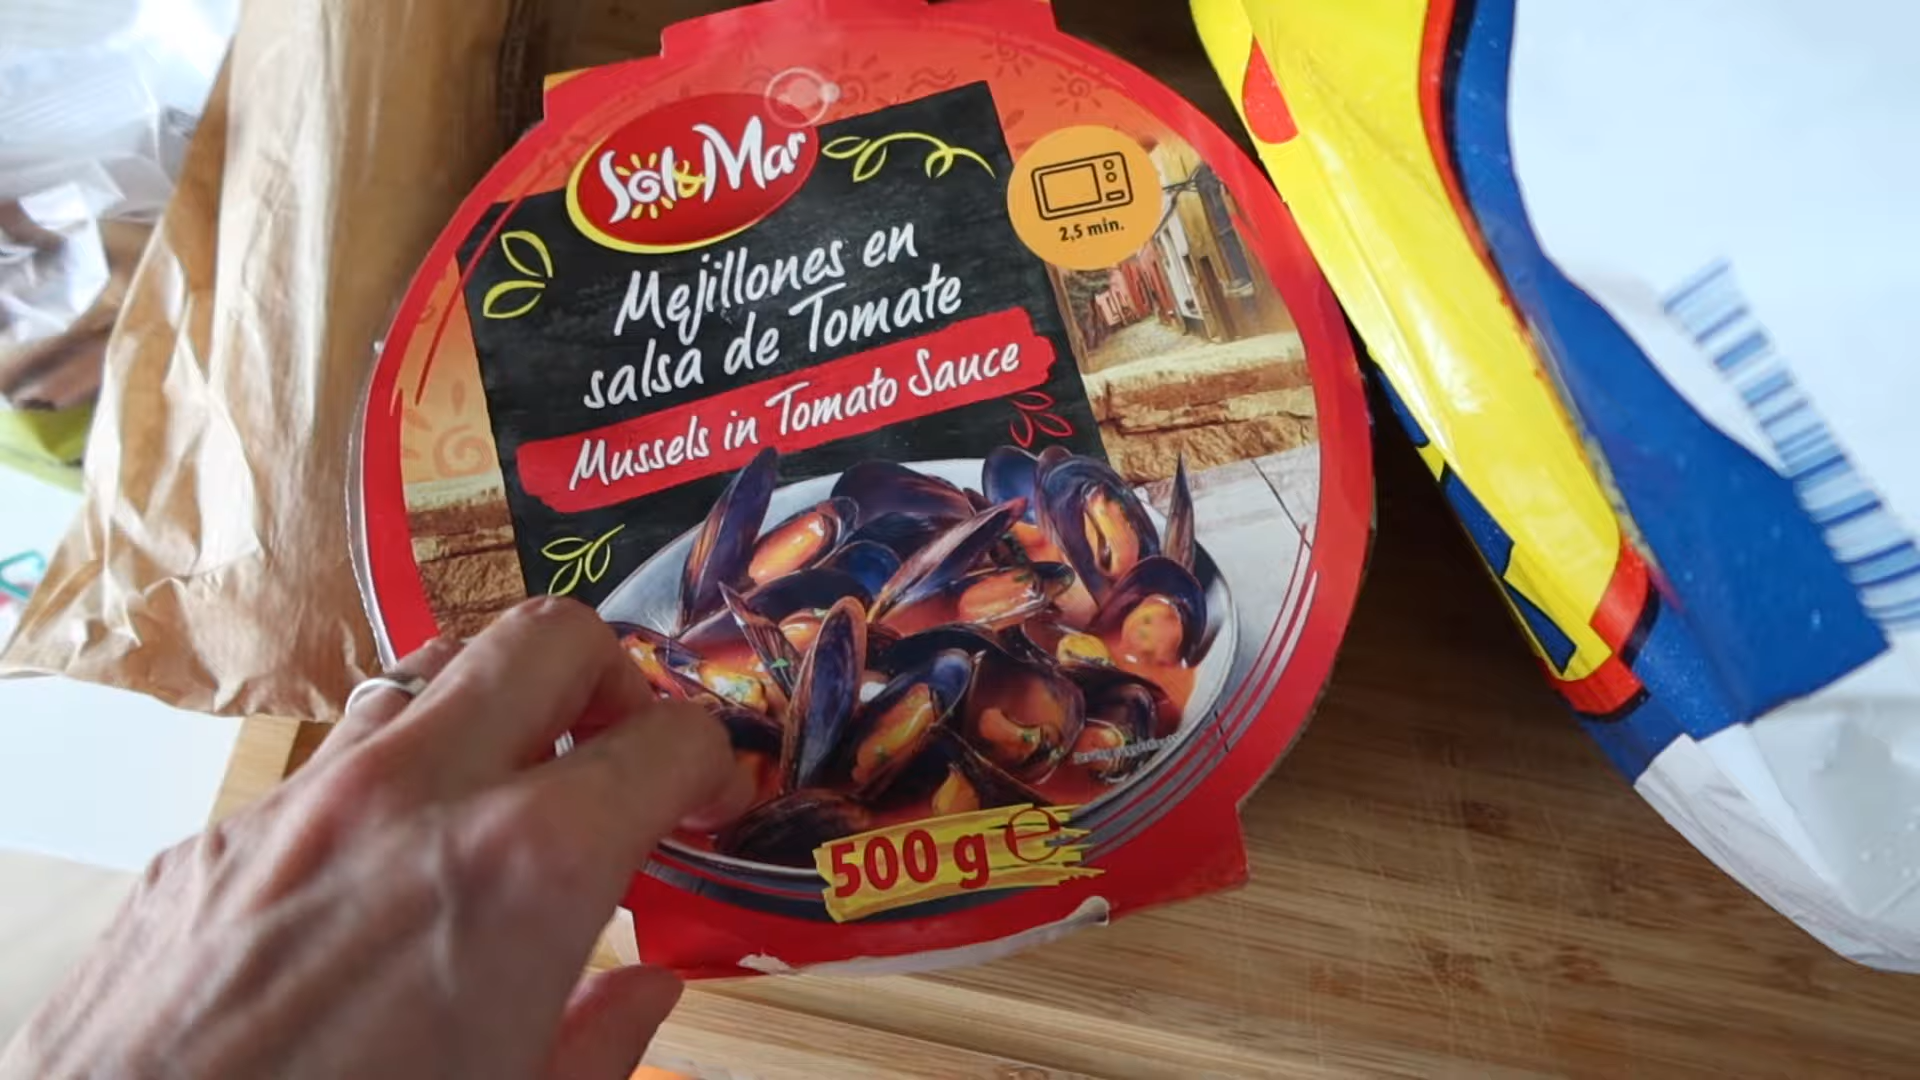 Sol&Mar
Mejillones en
salsa de Tomate
Mussels in Tomato Sauce
2,5 min.
500 g e